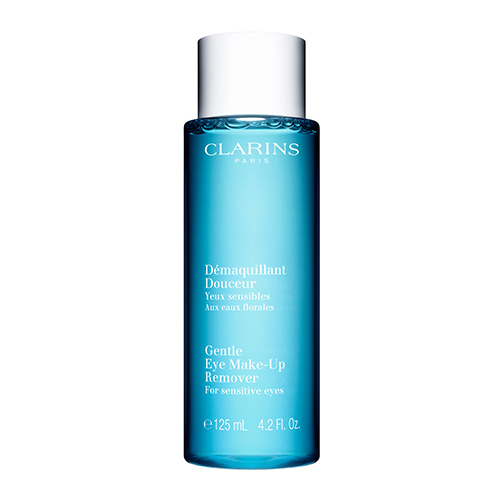 CLARINS
PARIS
Démaquillant
Douceur
Yeux sensibles
Aux eaux florales
Gentle
Eye Make-Up
Remover
For sensitive eyes
℮ 125 mL 4.2 Fl. Oz.